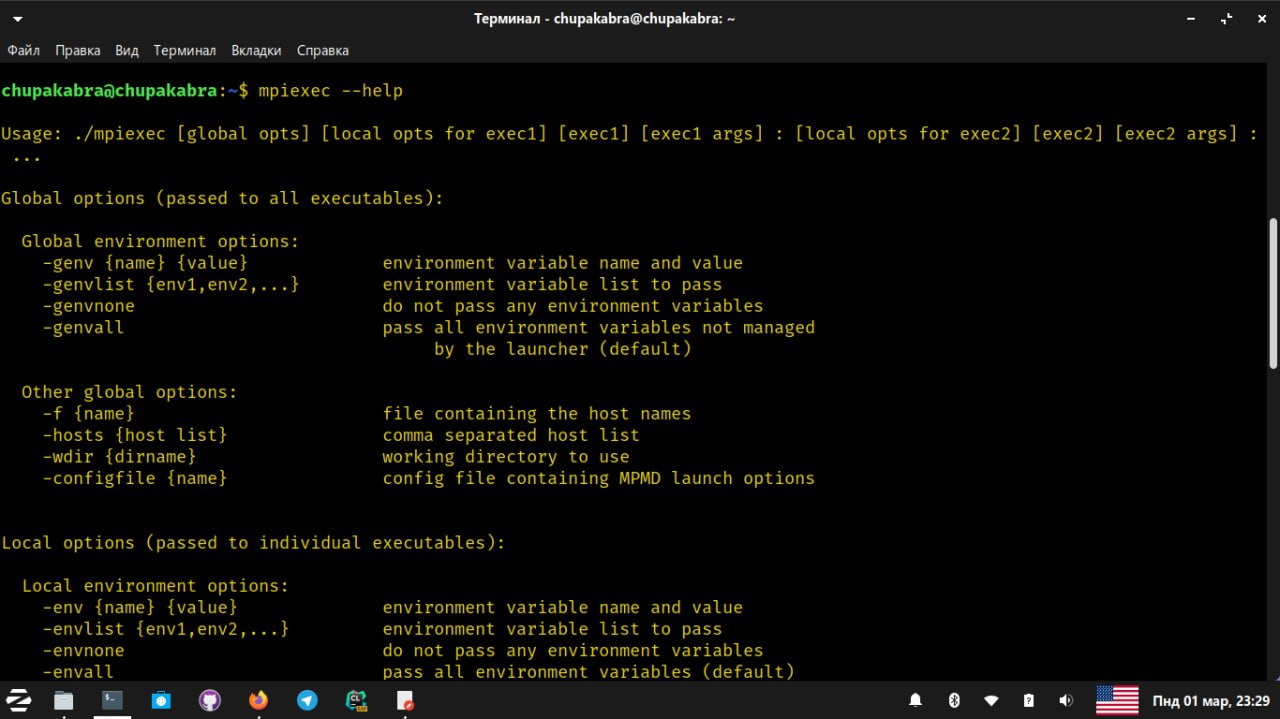 Терминал - chupakabra@chupakabra: ~
Файл Правка Вид Терминал Вкладки Справка
chupakabra@chupakabra:~$ mpiexec --help
Usage: ./mpiexec [global opts] [local opts for exec1] [exec1] [exec1 args] : [local opts for exec2] [exec2] [exec2 args] :
...
Global options (passed to all executables):
Global environment options:
-genv {name} {value} environment variable name and value
-genvlist {env1,env2,...} environment variable list to pass
-genvnone do not pass any environment variables
-genvall pass all environment variables not managed
by the launcher (default)
Other global options:
-f {name} file containing the host names
-hosts {host list} comma separated host list
-wdir {dirname} working directory to use
-configfile {name} config file containing MPMD launch options
Local options (passed to individual executables):
Local environment options:
-env {name} {value} environment variable name and value
-envlist {env1,env2,...} environment variable list to pass
-envnone do not pass any environment variables
-envall pass all environment variables (default)
Пнд 01 мар, 23:29